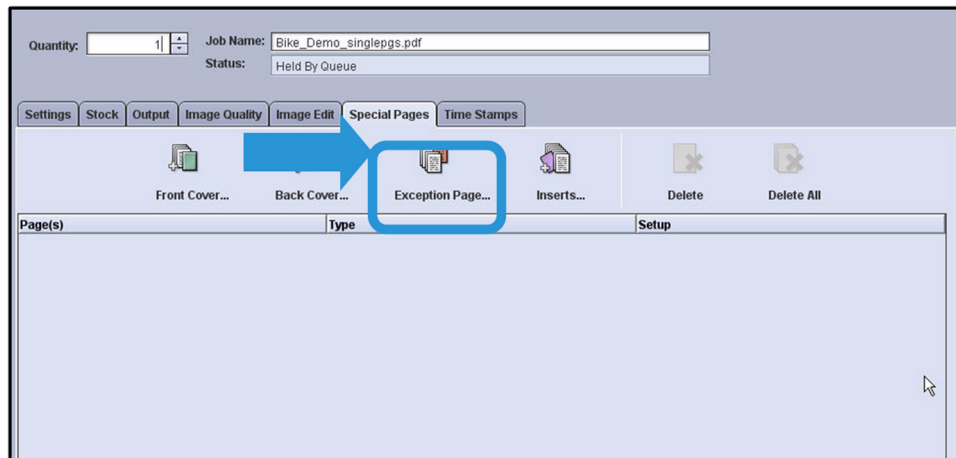 Quantity: 1 Job Name: Bike_Demo_singlepgs.pdf
Status: Held By Queue
Settings Stock Output Image Quality Image Edit Special Pages Time Stamps
Front Cover... Back Cover... Exception Page... Inserts... Delete Delete All
Page(s) Type Setup